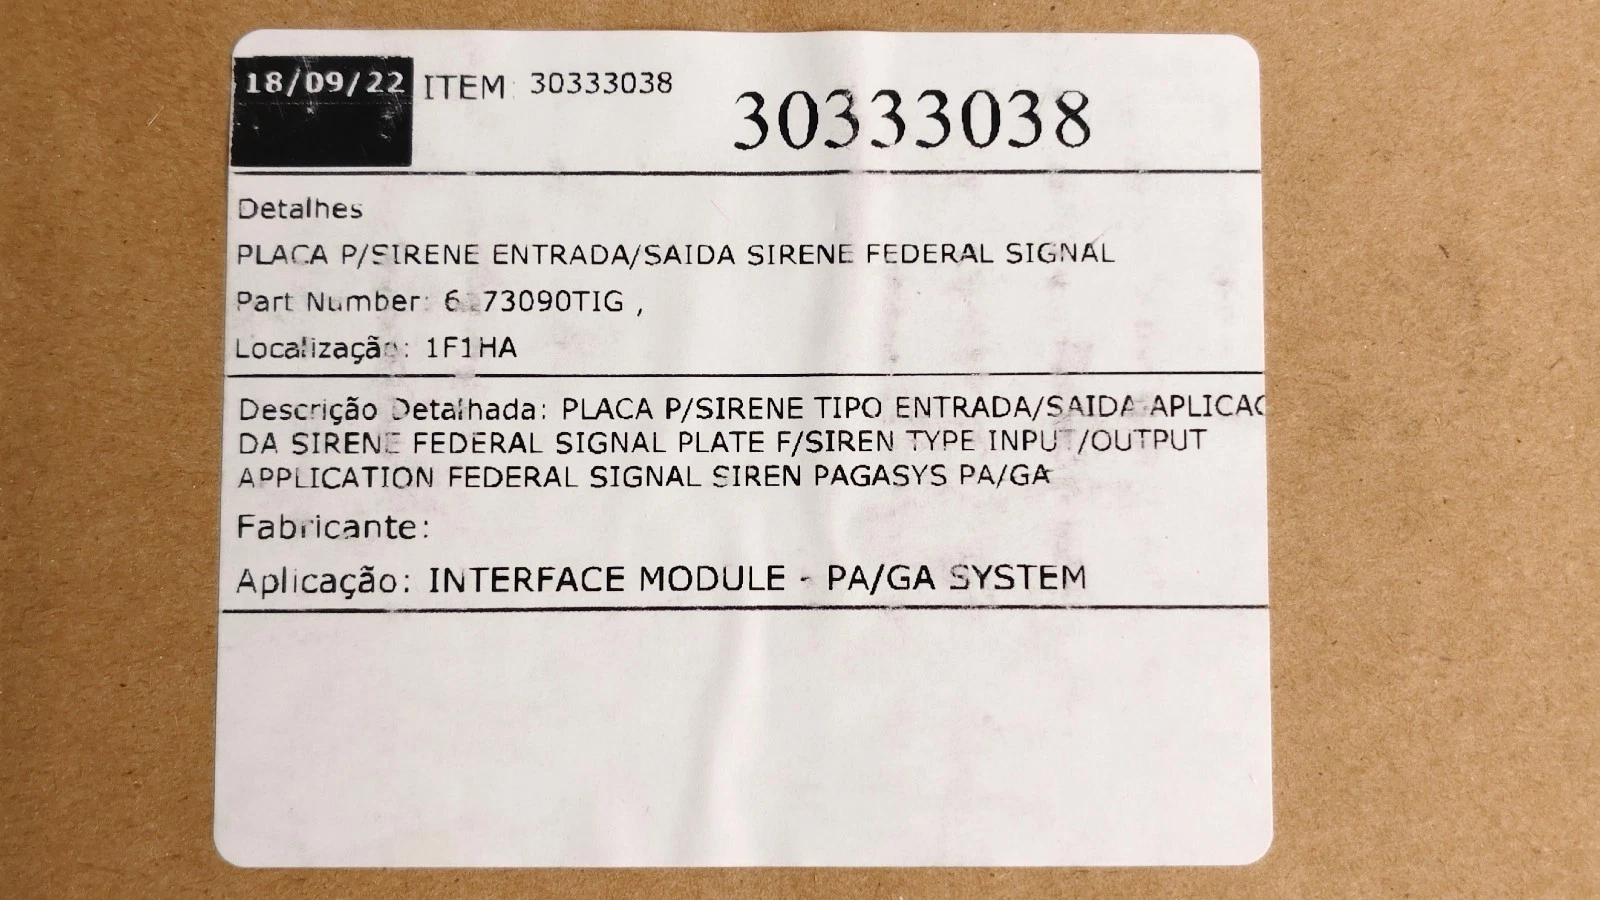 18/09/22 ITEM: 30333038 30333038
Detalhes
PLACA P/SIRENE ENTRADA/SAIDA SIRENE FEDERAL SIGNAL
Part Number: ,
Localização: 1F1HA
Descrição Detalhada: PLACA P/SIRENE TIPO ENTRADA/SAIDA APLICAC
DA SIRENE FEDERAL SIGNAL PLATE F/SIREN TYPE INPUT/OUTPUT
APPLICATION FEDERAL SIGNAL SIREN PAGASYS PA/GA
Fabricante:
Aplicação: INTERFACE MODULE - PA/GA SYSTEM